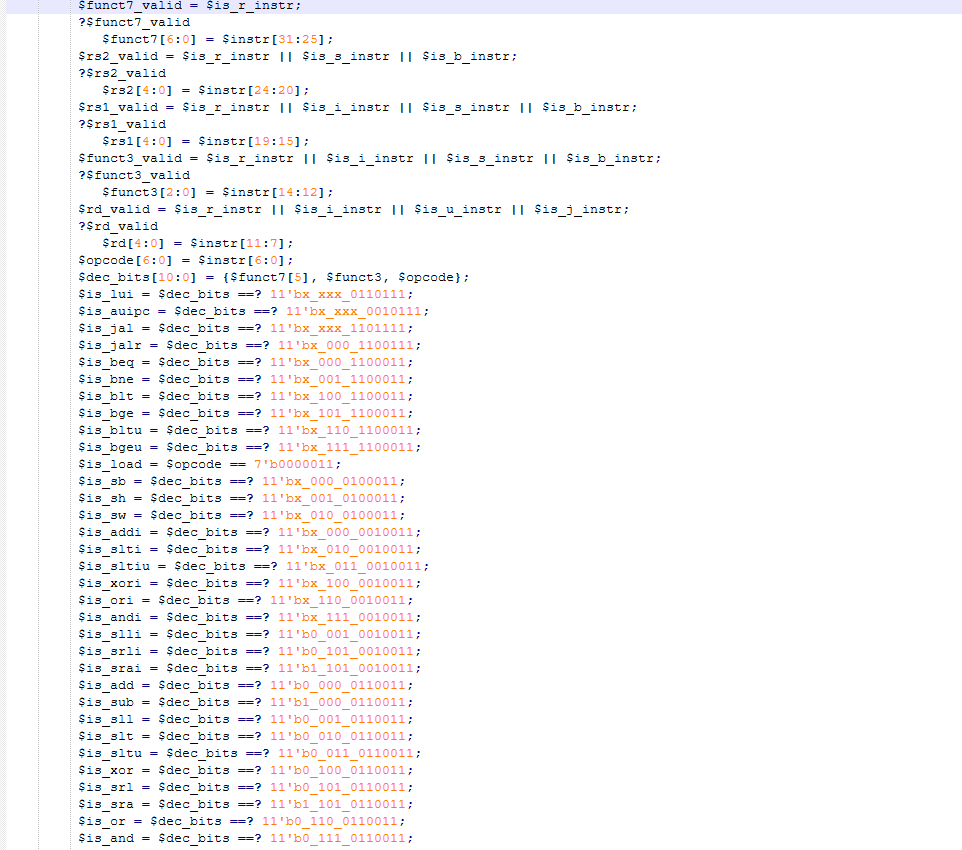 $funct7_valid = $is_r_instr;
?$funct7_valid
$funct7[6:0] = $instr[31:25];
$rs2_valid = $is_r_instr || $is_s_instr || $is_b_instr;
?$rs2_valid
$rs2[4:0] = $instr[24:20];
$rs1_valid = $is_r_instr || $is_i_instr || $is_s_instr || $is_b_instr;
?$rs1_valid
$rs1[4:0] = $instr[19:15];
$funct3_valid = $is_r_instr || $is_i_instr || $is_s_instr || $is_b_instr;
?$funct3_valid
$funct3[2:0] = $instr[14:12];
$rd_valid = $is_r_instr || $is_i_instr || $is_u_instr || $is_j_instr;
?$rd_valid
$rd[4:0] = $instr[11:7];
$opcode[6:0] = $instr[6:0];
$dec_bits[10:0] = {$funct7[5], $funct3, $opcode};
$is_lui = $dec_bits ==? 11'bx_xxx_0110111;
$is_auipc = $dec_bits ==? 11'bx_xxx_0010111;
$is_jal = $dec_bits ==? 11'bx_xxx_1101111;
$is_jalr = $dec_bits ==? 11'bx_000_1100111;
$is_beq = $dec_bits ==? 11'bx_000_1100011;
$is_bne = $dec_bits ==? 11'bx_001_1100011;
$is_blt = $dec_bits ==? 11'bx_100_1100011;
$is_bge = $dec_bits ==? 11'bx_101_1100011;
$is_bltu = $dec_bits ==? 11'bx_110_1100011;
$is_bgeu = $dec_bits ==? 11'bx_111_1100011;
$is_load = $opcode == 7'b0000011;
$is_sb = $dec_bits ==? 11'bx_000_0100011;
$is_sh = $dec_bits ==? 11'bx_001_0100011;
$is_sw = $dec_bits ==? 11'bx_010_0100011;
$is_addi = $dec_bits ==? 11'bx_000_0010011;
$is_slti = $dec_bits ==? 11'bx_010_0010011;
$is_sltiu = $dec_bits ==? 11'bx_011_0010011;
$is_xori = $dec_bits ==? 11'bx_100_0010011;
$is_ori = $dec_bits ==? 11'bx_110_0010011;
$is_andi = $dec_bits ==? 11'bx_111_0010011;
$is_slli = $dec_bits ==? 11'b0_001_0010011;
$is_srli = $dec_bits ==? 11'b0_101_0010011;
$is_srai = $dec_bits ==? 11'b1_101_0010011;
$is_add = $dec_bits ==? 11'b0_000_0110011;
$is_sub = $dec_bits ==? 11'b1_000_0110011;
$is_sll = $dec_bits ==? 11'b0_001_0110011;
$is_slt = $dec_bits ==? 11'b0_010_0110011;
$is_sltu = $dec_bits ==? 11'b0_011_0110011;
$is_xor = $dec_bits ==? 11'b0_100_0110011;
$is_srl = $dec_bits ==? 11'b0_101_0110011;
$is_sra = $dec_bits ==? 11'b1_101_0110011;
$is_or = $dec_bits ==? 11'b0_110_0110011;
$is_and = $dec_bits ==? 11'b0_111_0110011;